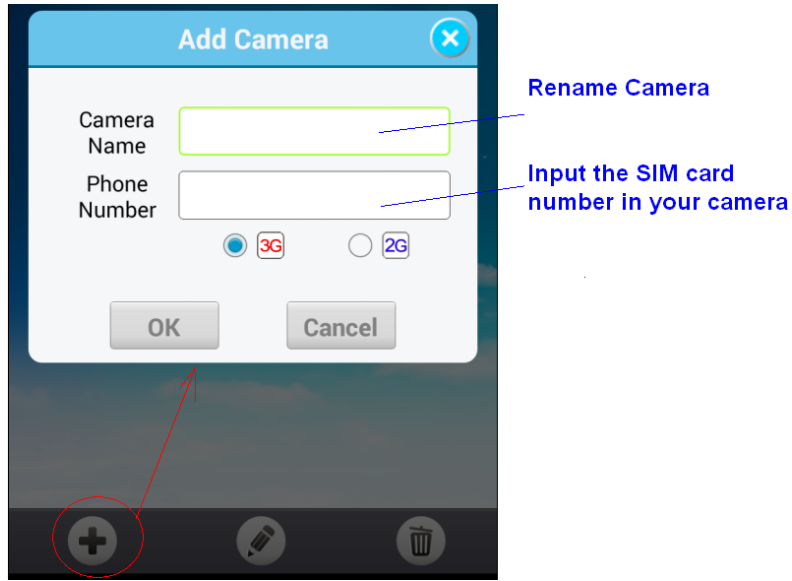 Add Camera
Rename Camera
Camera
Name
Phone
Number
Input the SIM card
number in your camera
3G
2G
OK
Cancel